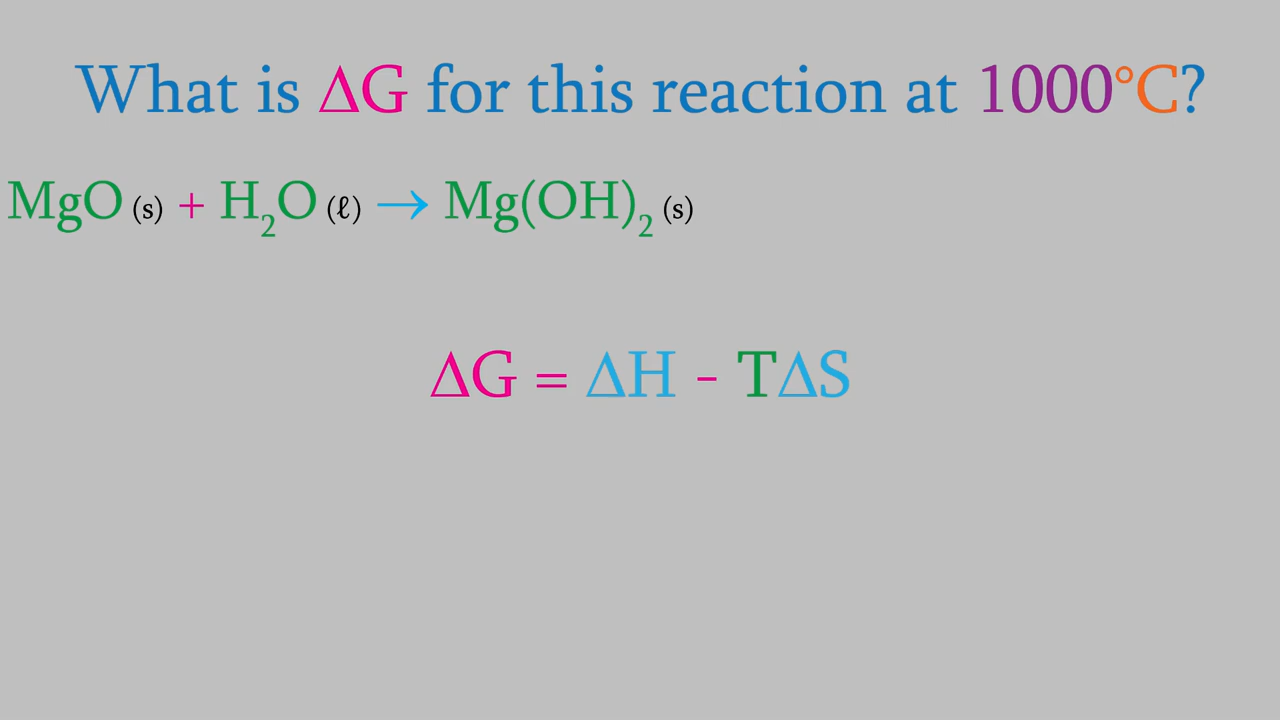 What is ΔG for this reaction at 1000°C?
MgO (s) + H₂O (ℓ) → Mg(OH)₂ (s)
ΔG = ΔH - TΔS